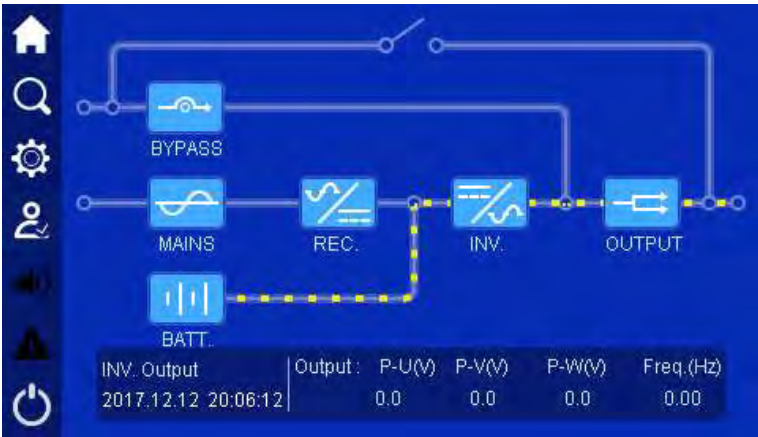 BYPASS
MAINS
REC.
INV.
OUTPUT
BATT.
INV. Output
Output : P-U(V) P-V(V) P-W(V) Freq.(Hz)
2017.12.12 20:06:12 0.0 0.0 0.0 0.00